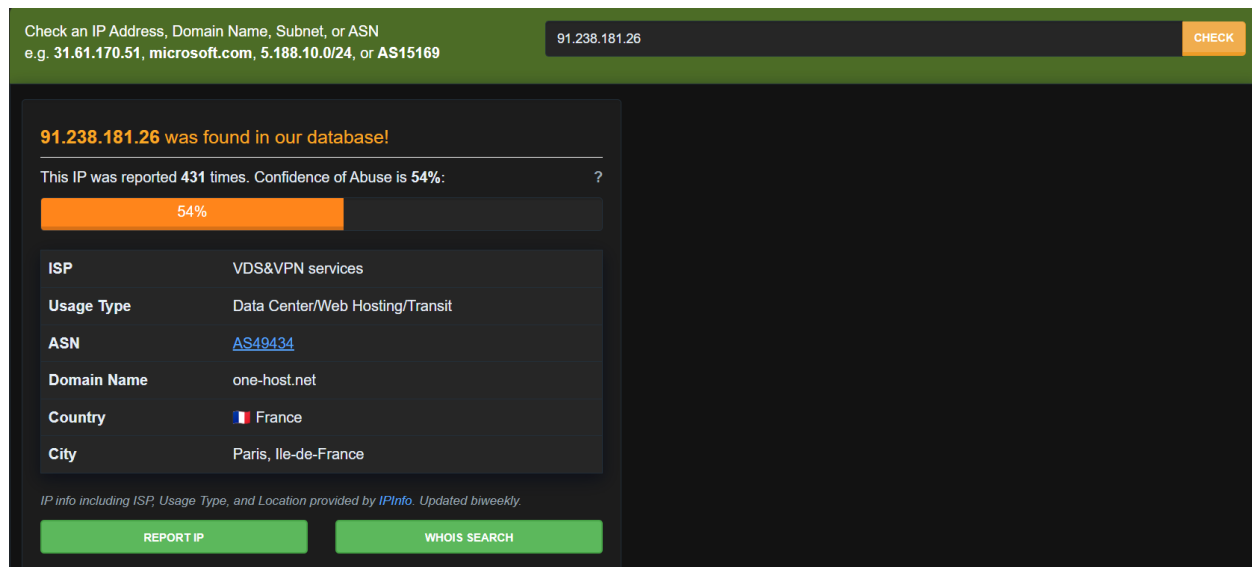 Check an IP Address, Domain Name, Subnet, or ASN
e.g. 31.61.170.51, microsoft.com, 5.188.10.0/24, or AS15169
91.238.181.26
CHECK
91.238.181.26 was found in our database!
This IP was reported 431 times. Confidence of Abuse is 54%:
?
54%
ISP VDS&VPN services
Usage Type Data Center/Web Hosting/Transit
ASN AS49434
Domain Name one-host.net
Country France
City Paris, Ile-de-France
IP info including ISP, Usage Type, and Location provided by IPInfo. Updated biweekly.
REPORT IP
WHOIS SEARCH